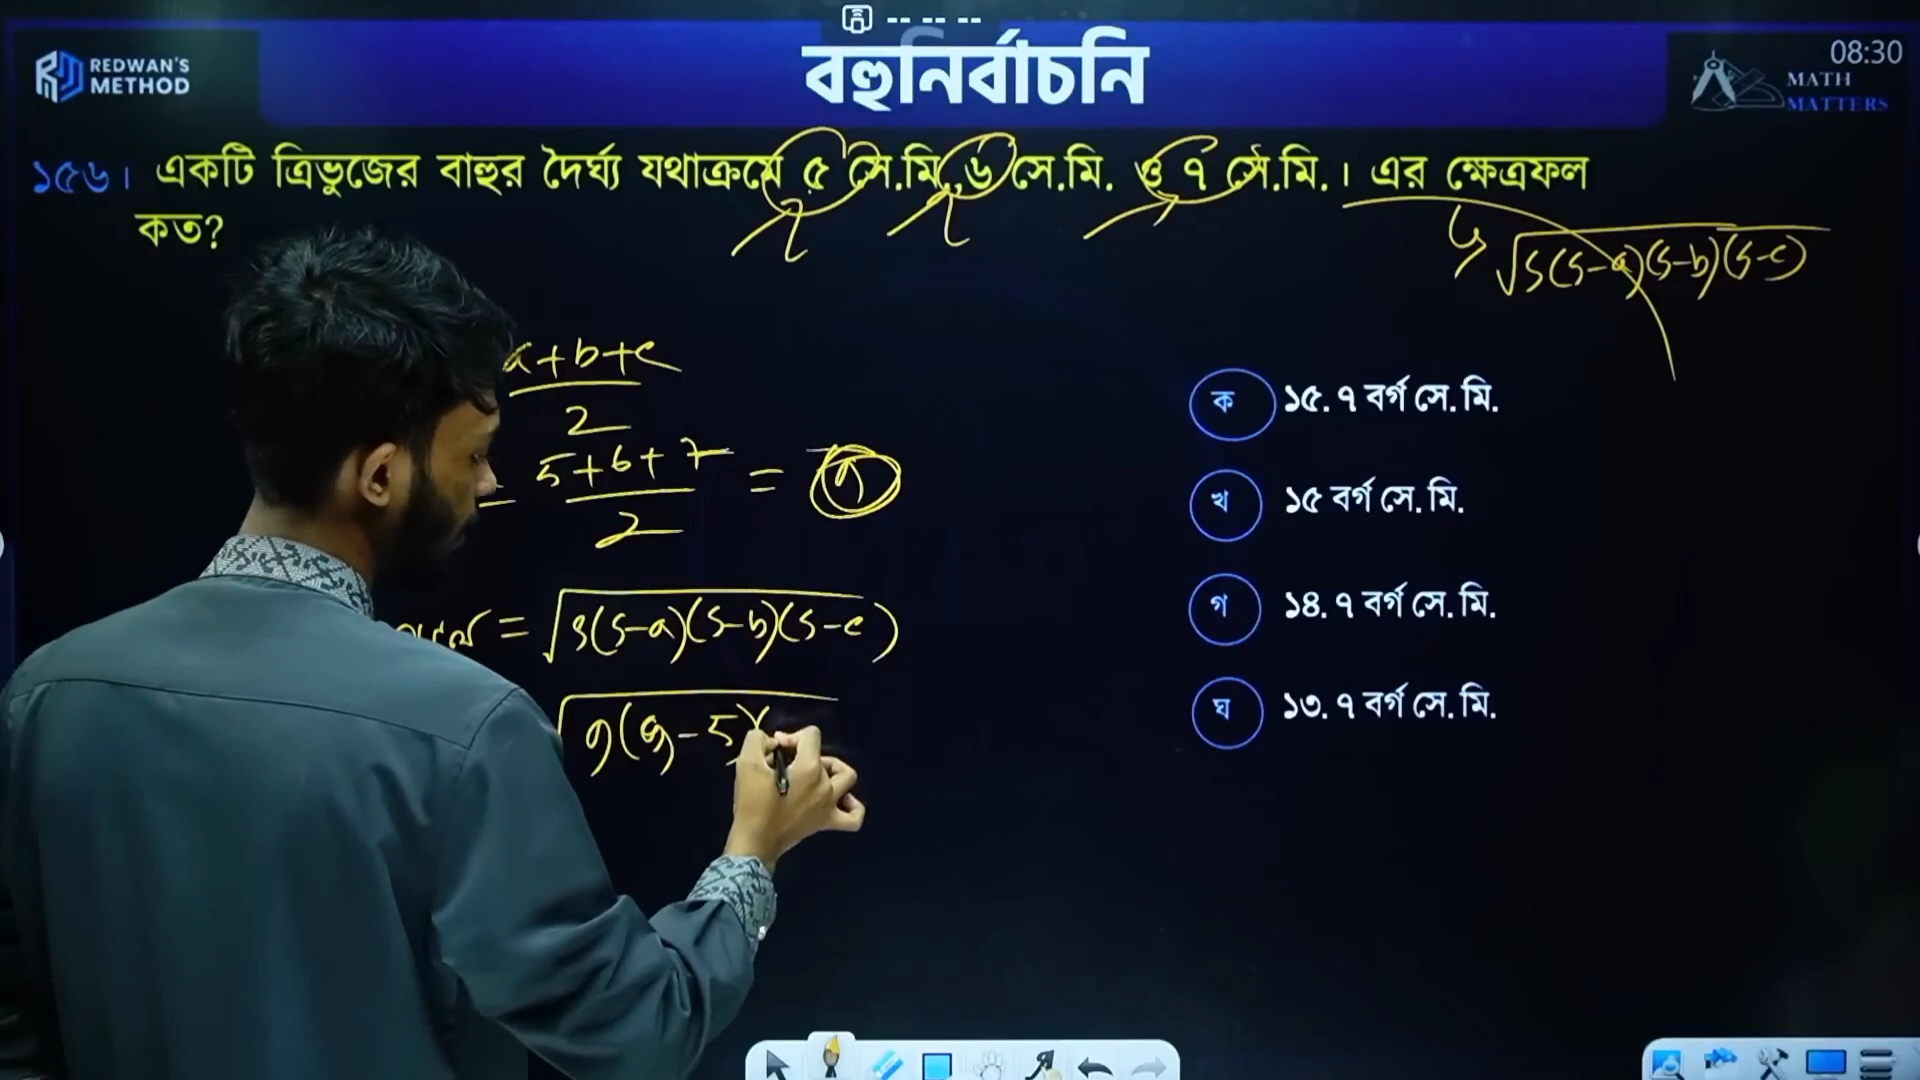 বহুনির্বাচনি
REDWAN'S
METHOD
08:30
MATH
MATTERS
১৫৬। একটি ত্রিভুজের বাহুর দৈর্ঘ্য যথাক্রমে ৫ সে.মি., ৬ সে.মি. ও ৭ সে.মি.। এর ক্ষেত্রফল
কত?
√s(s-a)(s-b)(s-c)
a+b+c
2
= 5+6+7 = 9
2
= √s(s-a)(s-b)(s-c)
√9(9-5)(
ক ১৫. ৭ বর্গ সে. মি.
খ ১৫ বর্গ সে. মি.
গ ১৪. ৭ বর্গ সে. মি.
ঘ ১৩. ৭ বর্গ সে. মি.